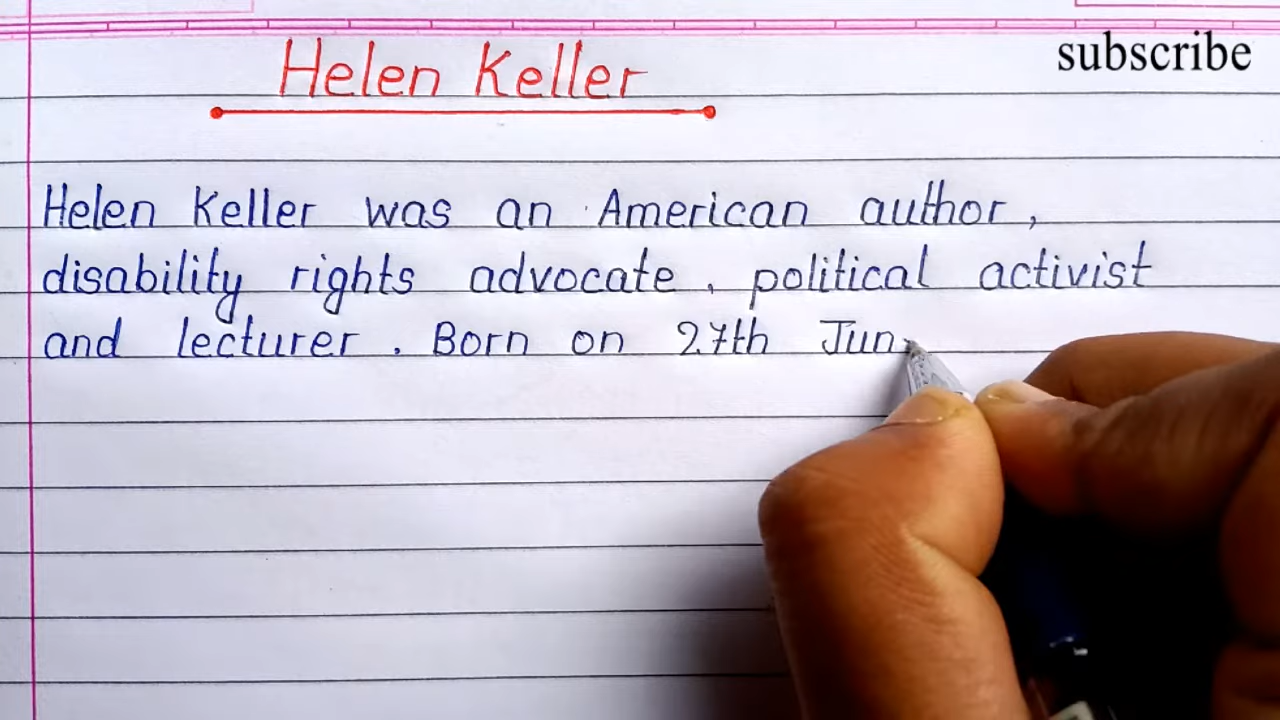 subscribe
Helen Keller
Helen Keller was an American author,
disability rights advocate, political activist
and lecturer. Born on 27th Jun